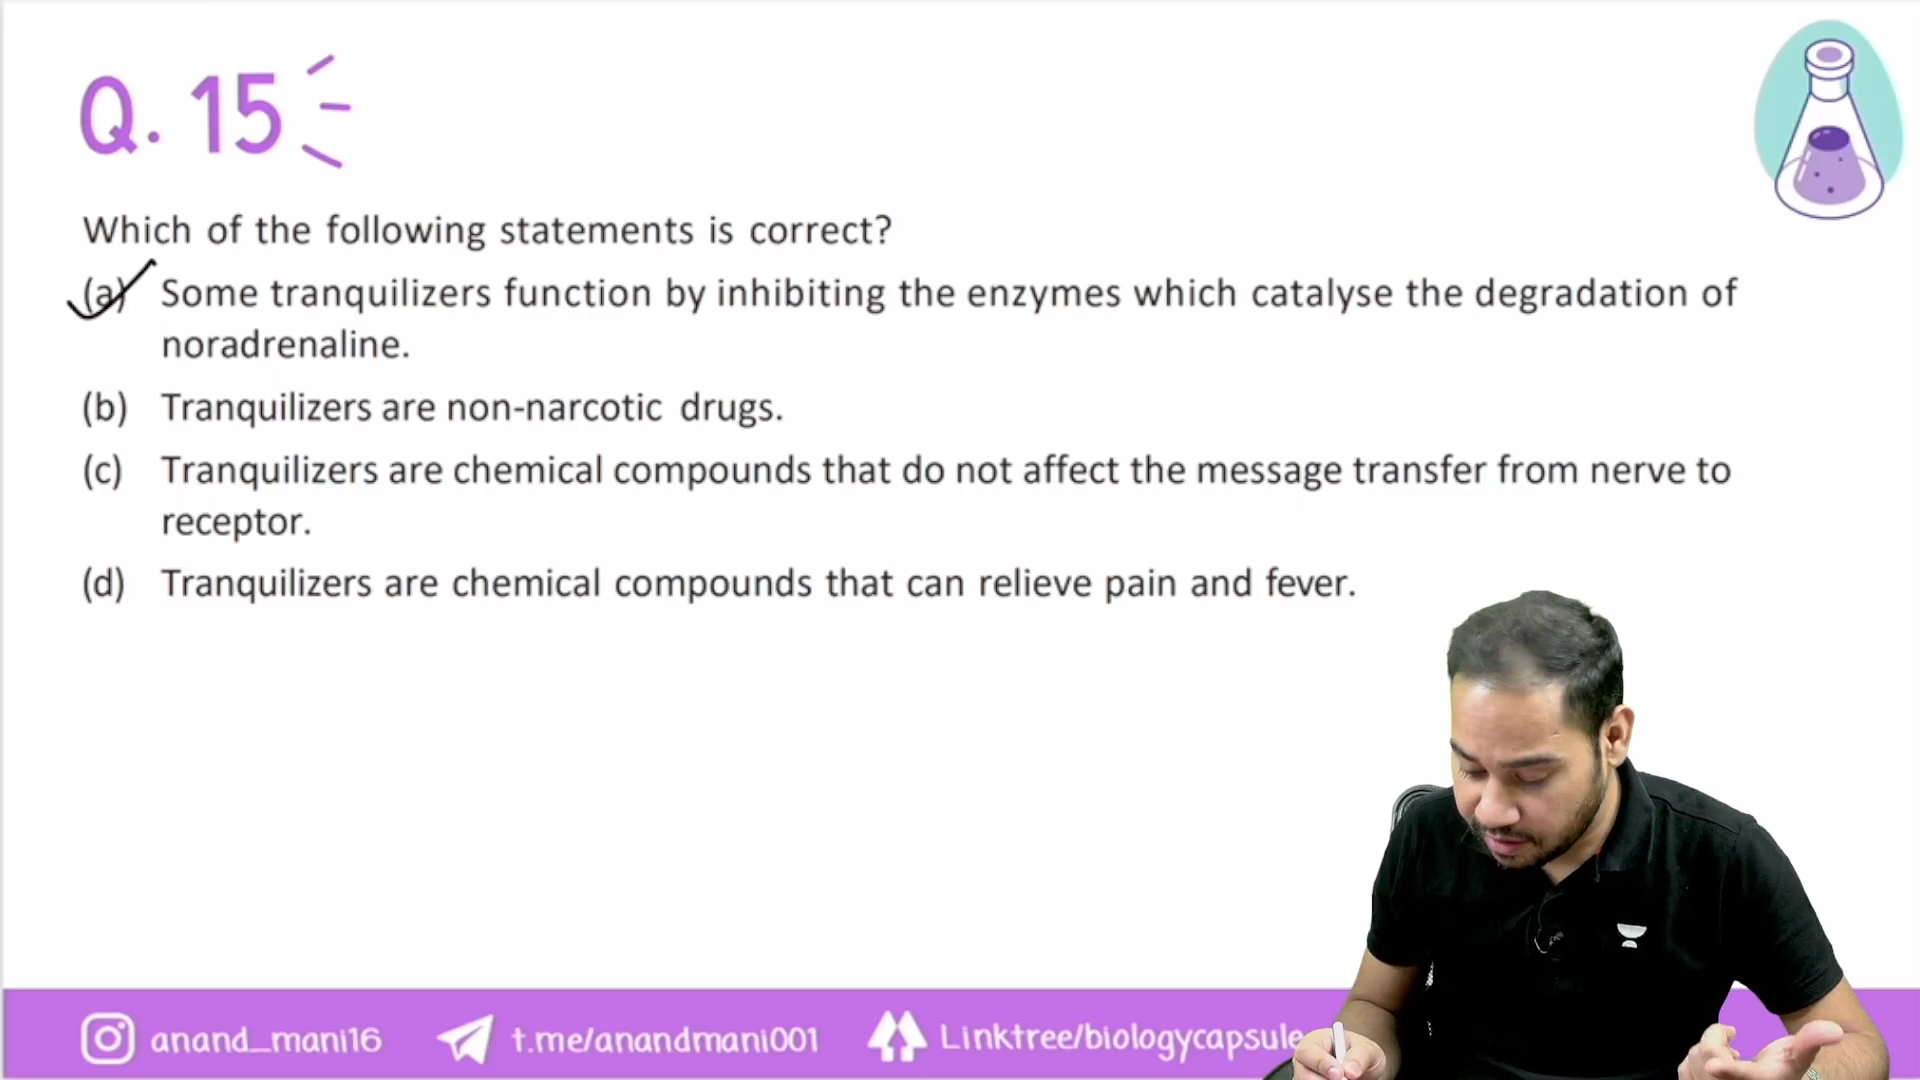 Q. 15
Which of the following statements is correct?
(a) Some tranquilizers function by inhibiting the enzymes which catalyse the degradation of
noradrenaline.
(b) Tranquilizers are non-narcotic drugs.
(c) Tranquilizers are chemical compounds that do not affect the message transfer from nerve to
receptor.
(d) Tranquilizers are chemical compounds that can relieve pain and fever.
anand_mani16 t.me/anandmani001 Linktree/biologycapsule